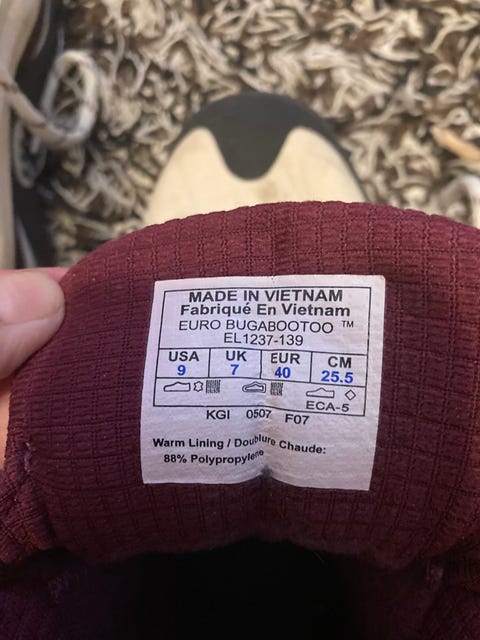 MADE IN VIETNAM
Fabriqué En Vietnam
EURO BUGABOOTOO ™
EL1237-139
USA UK EUR CM
9 7 40 25.5
ECA-5
KGI 0507 F07
Warm Lining / Doublure Chaude:
88% Polypropylene